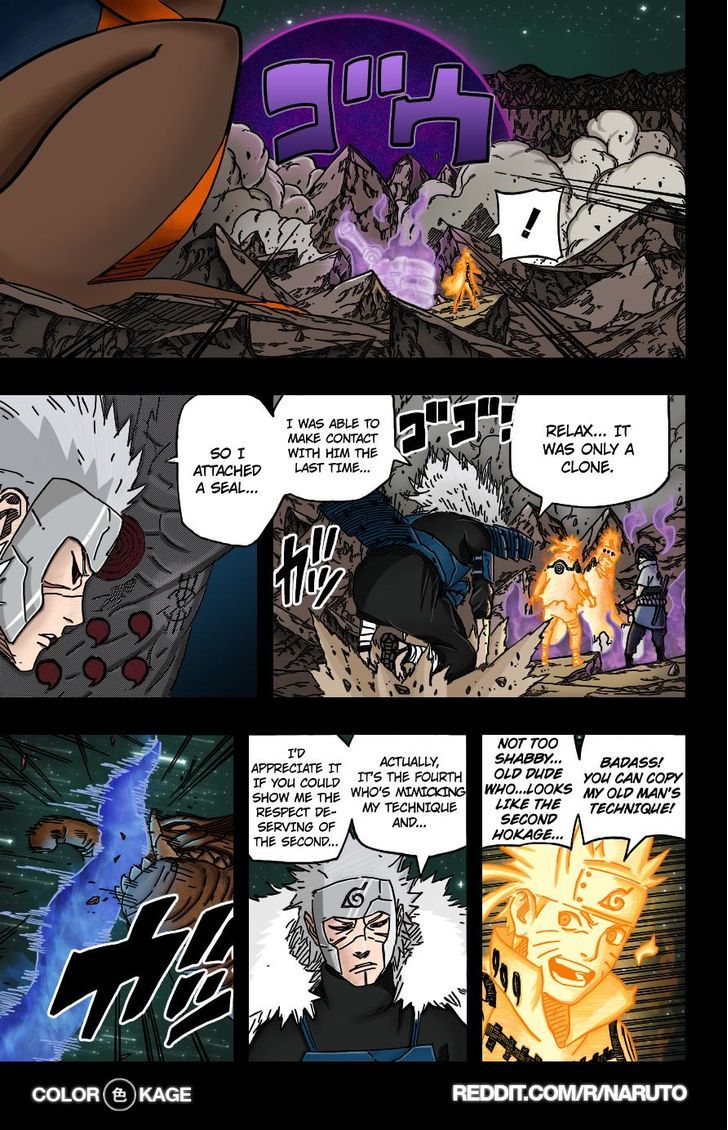 ゴウ
!
RELAX... IT
WAS ONLY A
CLONE.
ゴゴ!
I WAS ABLE TO
MAKE CONTACT
WITH HIM THE
LAST TIME...
ガッ
SO I
ATTACHED
A SEAL...
BADASS!
YOU CAN COPY
MY OLD MAN'S
TECHNIQUE!
NOT TOO
SHABBY...
OLD DUDE
WHO...LOOKS
LIKE THE
SECOND
HOKAGE...
ACTUALLY,
IT'S THE FOURTH
WHO'S MIMICKING
MY TECHNIQUE
AND...
I'D
APPRECIATE IT
IF YOU COULD
SHOW ME THE
RESPECT DE-
SERVING OF
THE SECOND...
COLOR 色 KAGE
REDDIT.COM/R/NARUTO